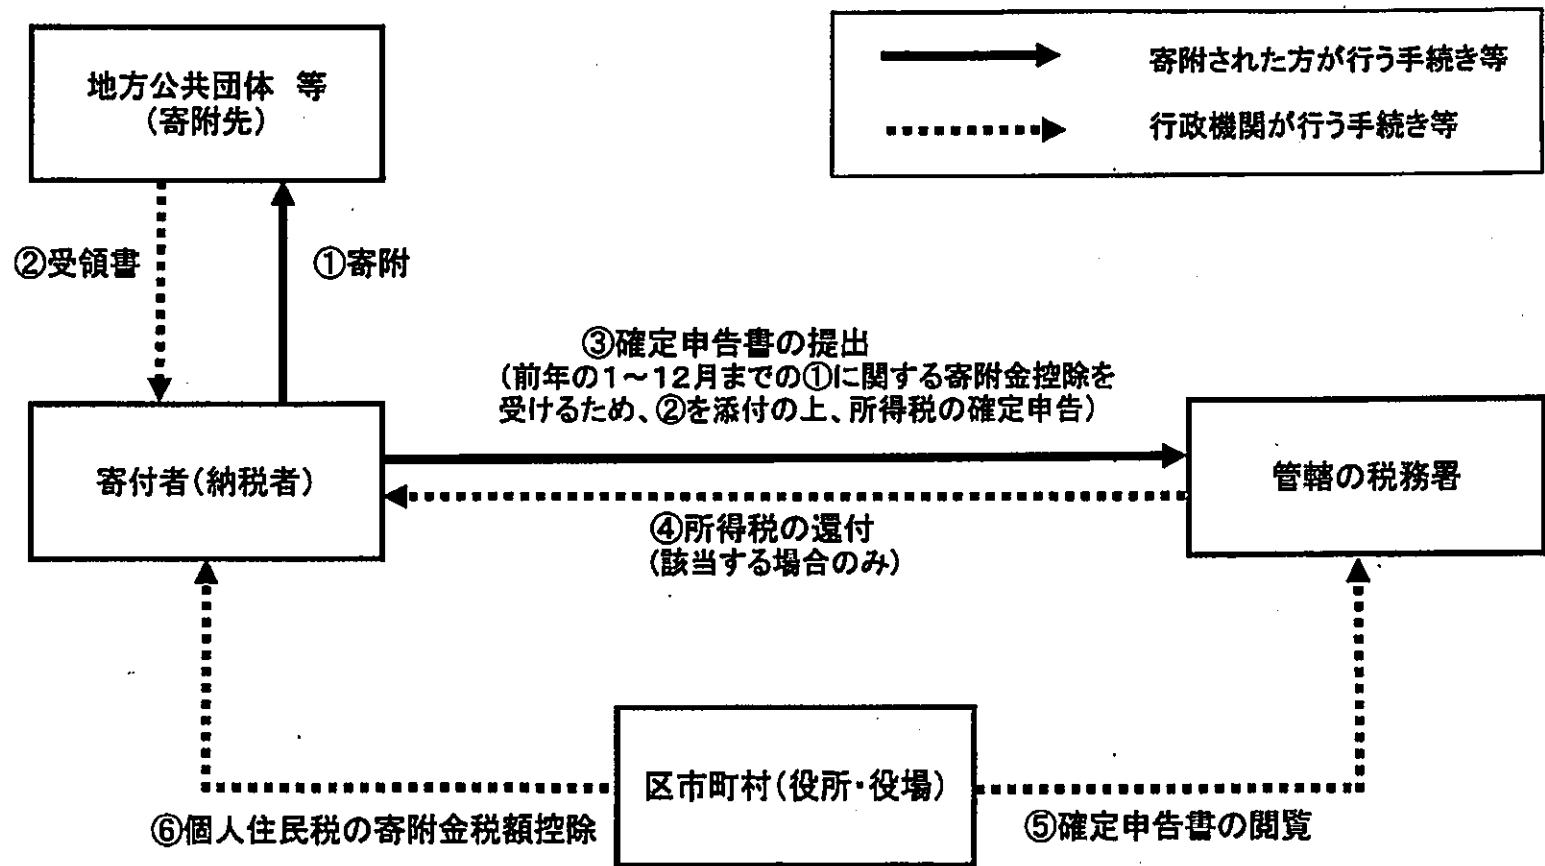 地方公共団体 等
(寄附先)
寄附された方が行う手続き等
行政機関が行う手続き等
②受領書
①寄附
③確定申告書の提出
(前年の1～12月までの①に関する寄附金控除を
受けるため、②を添付の上、所得税の確定申告)
寄付者(納税者)
管轄の税務署
④所得税の還付
(該当する場合のみ)
区市町村(役所・役場)
⑥個人住民税の寄附金税額控除
⑤確定申告書の閲覧